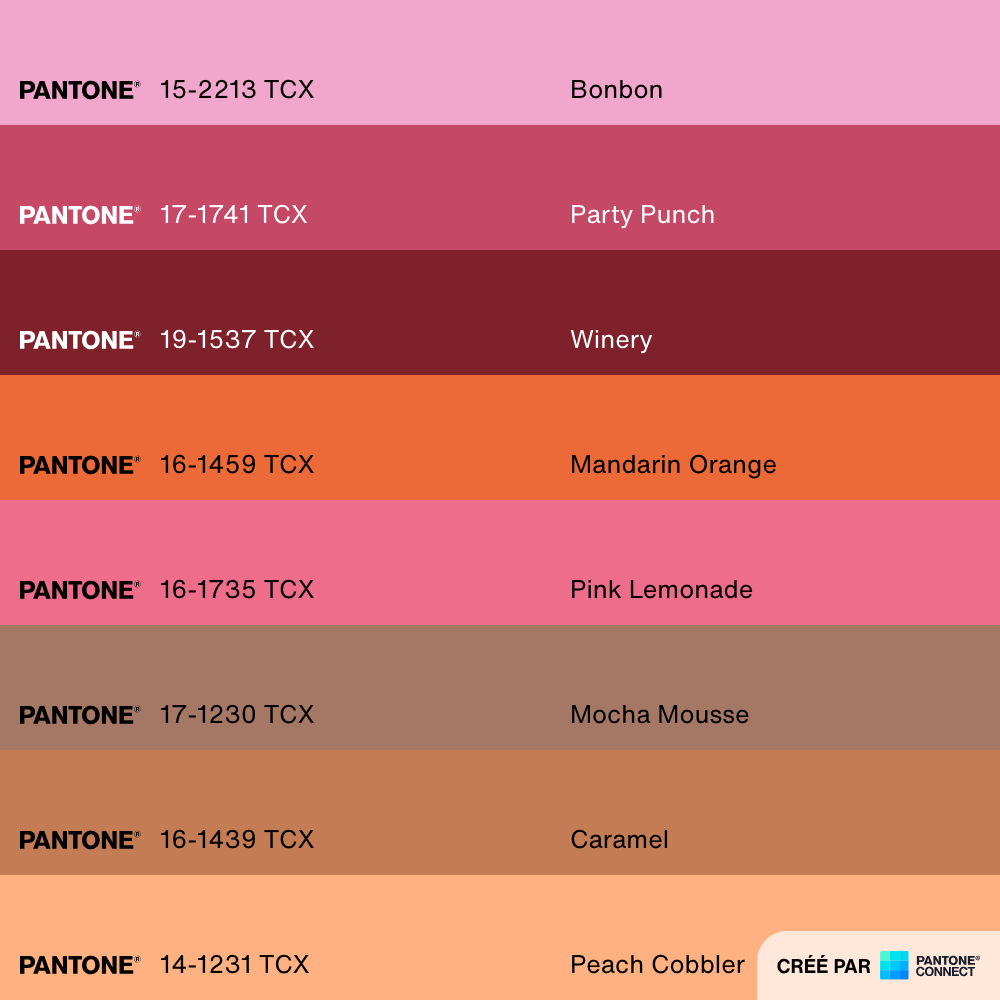 PANTONE® 15-2213 TCX Bonbon
PANTONE® 17-1741 TCX Party Punch
PANTONE® 19-1537 TCX Winery
PANTONE® 16-1459 TCX Mandarin Orange
PANTONE® 16-1735 TCX Pink Lemonade
PANTONE® 17-1230 TCX Mocha Mousse
PANTONE® 16-1439 TCX Caramel
PANTONE® 14-1231 TCX Peach Cobbler
CRÉÉ PAR
PANTONE®
CONNECT